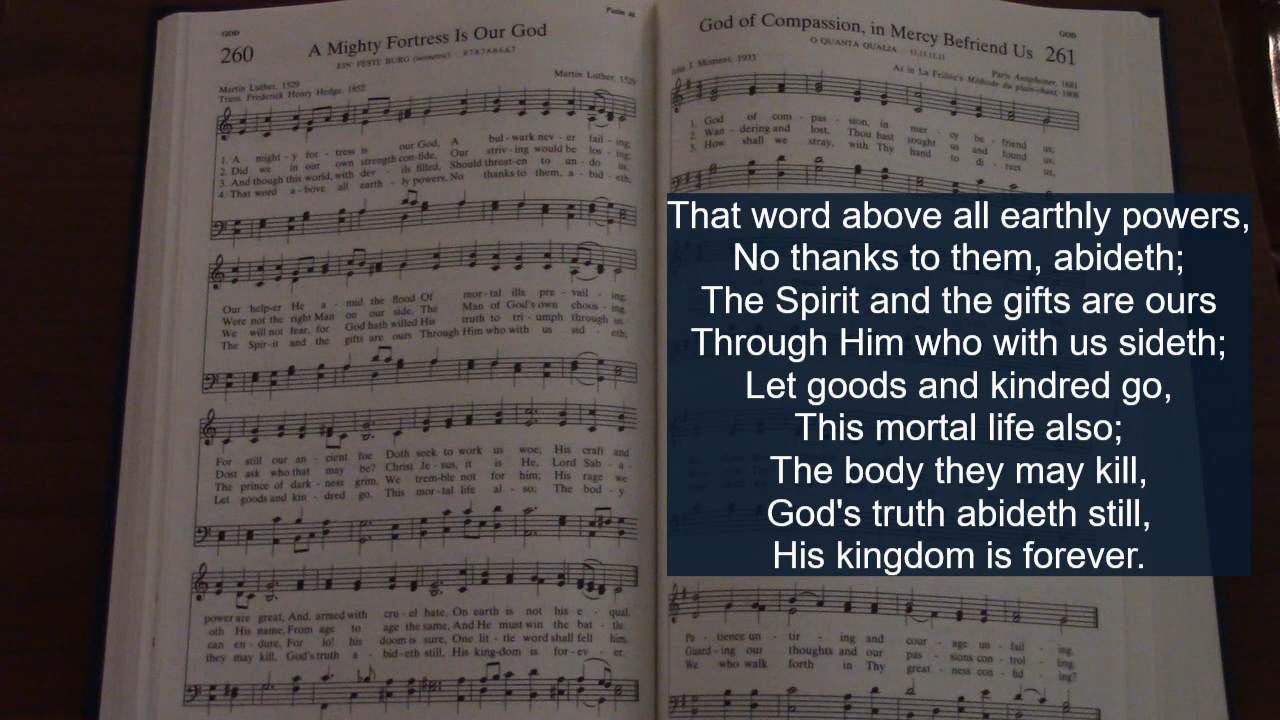 GOD
260
A Mighty Fortress Is Our God
EIN' FESTE BURG (isometric) 8.7.8.7.6.6.6.6.7
Psalm 46
Martin Luther, 1529
Trans. Frederick Henry Hedge, 1852
Martin Luther, 1529
1. A might - y for - tress is our God, A bul - wark nev - er fail - ing;
2. Did we in our own strength con-fide, Our striv - ing would be los - ing,
3. And though this world, with dev - ils filled, Should threat-en to un - do us,
4. That word a - bove all earth - ly powers, No thanks to them, a - bid - eth;
Our help-er He a - mid the flood Of mor - tal ills pre - vail - ing.
Were not the right Man on our side, The Man of God's own choos - ing.
We will not fear, for God hath willed His truth to tri - umph through us.
The Spir-it and the gifts are ours Through Him who with us sid - eth;
For still our an - cient foe Doth seek to work us woe; His craft and
Dost ask who that may be? Christ Je - sus, it is He, Lord Sab - a -
The prince of dark - ness grim, We trem-ble not for him; His rage we
Let goods and kin - dred go, This mor - tal life al - so; The bod - y
power are great, And, armed with cru - el hate, On earth is not his e - qual.
oth His name, From age to age the same, And He must win the bat - tle.
can en - dure, For lo! his doom is sure, One lit - tle word shall fell him.
they may kill, God's truth a - bid-eth still, His king-dom is for - ev - er.
GOD
God of Compassion, in Mercy Befriend Us 261
O QUANTA QUALIA 11.11.11.11
John J. Moment, 1933
Paris Antiphoner, 1681
As in La Feillée's Méthode du plain-chant, 1808
1. God of com - pas - sion, in mer - cy be - friend us;
2. Wan - dering and lost, Thou hast sought us and found us,
3. How shall we stray, with Thy hand to di - rect us,
That word above all earthly powers,
No thanks to them, abideth;
The Spirit and the gifts are ours
Through Him who with us sideth;
Let goods and kindred go,
This mortal life also;
The body they may kill,
God's truth abideth still,
His kingdom is forever.
Pa - tience un - tir - ing and cour - age un - fail - ing.
Guard - ing our thoughts and our pas - sions con - trol - ling.
We who walk forth in Thy great - ness con - fid - ing?